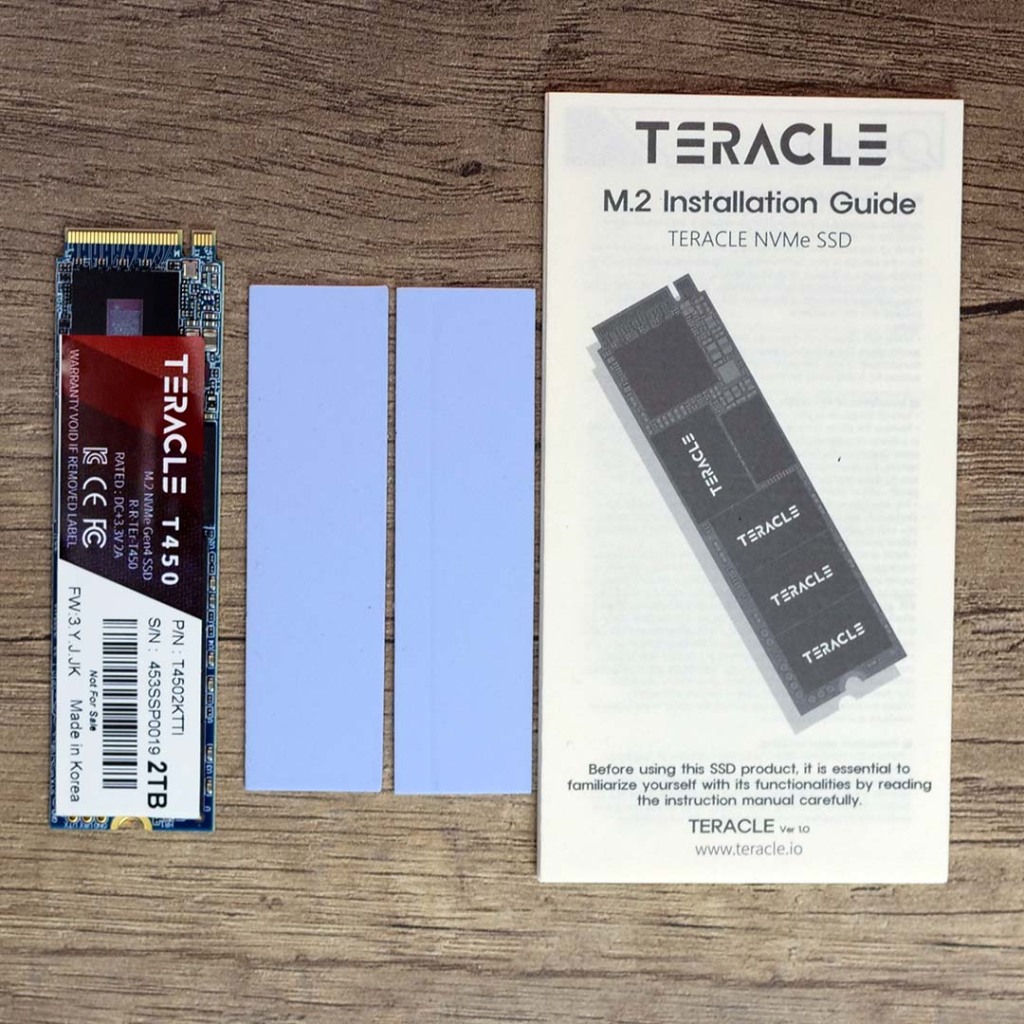 TERACLE T450
M.2 NVMe Gen4 SSD
R-R-TEr-T450
RATED : DC+3.3V 2A
WARRANTY VOID IF REMOVED LABEL
P/N : T4502KTTI
S/N : 453SSP0019 2TB
Not For Sale
FW:3.Y.J.JK Made in Korea
TERACLE
M.2 Installation Guide
TERACLE NVMe SSD
TERACLE
TERACLE
TERACLE
TERACLE
Before using this SSD product, it is essential to
familiarize yourself with its functionalities by reading
the instruction manual carefully.
TERACLE Ver 1.0
www.teracle.io